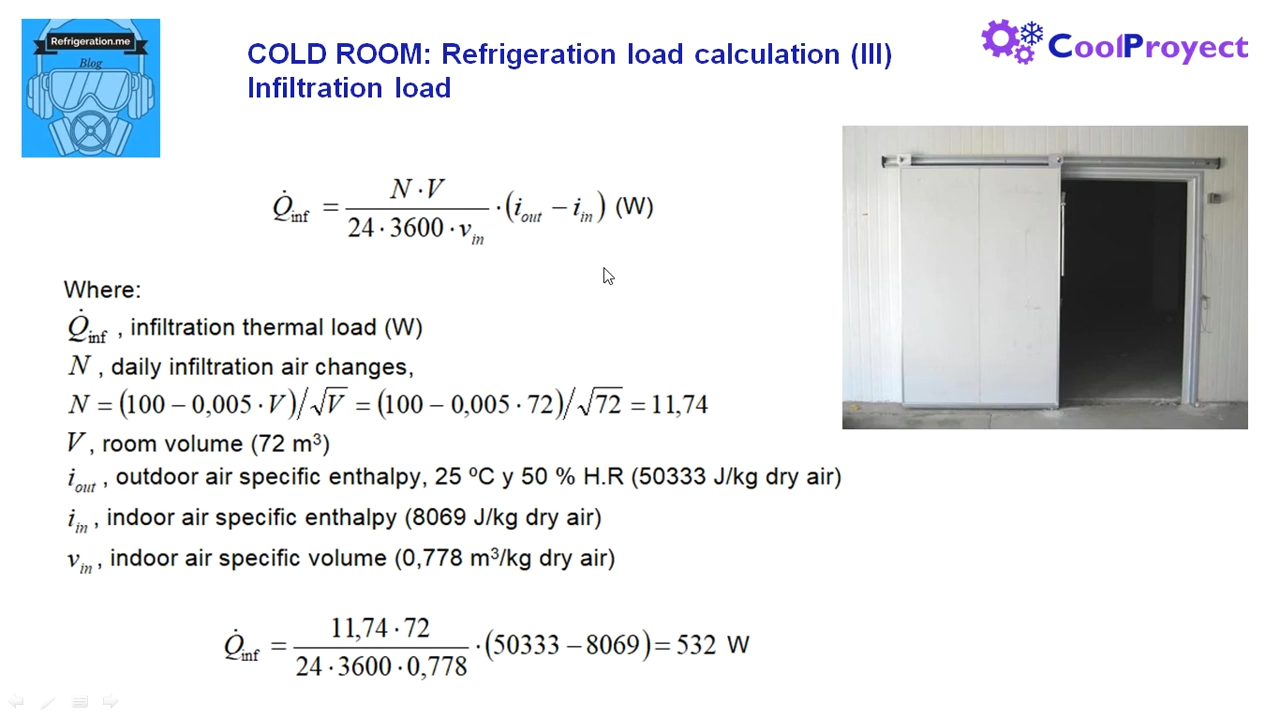 Refrigeration.me
Blog
COLD ROOM: Refrigeration load calculation (III)
Infiltration load
CoolProyect
Q̇inf = N · V / (24 · 3600 · vin) · (iout − iin) (W)
Where:
Q̇inf , infiltration thermal load (W)
N , daily infiltration air changes,
N = (100 − 0,005 · V)/√V = (100 − 0,005 · 72)/√72 = 11,74
V , room volume (72 m³)
iout , outdoor air specific enthalpy, 25 ºC y 50 % H.R (50333 J/kg dry air)
iin , indoor air specific enthalpy (8069 J/kg dry air)
vin , indoor air specific volume (0,778 m³/kg dry air)
Q̇inf = 11,74 · 72 / (24 · 3600 · 0,778) · (50333 − 8069) = 532 W